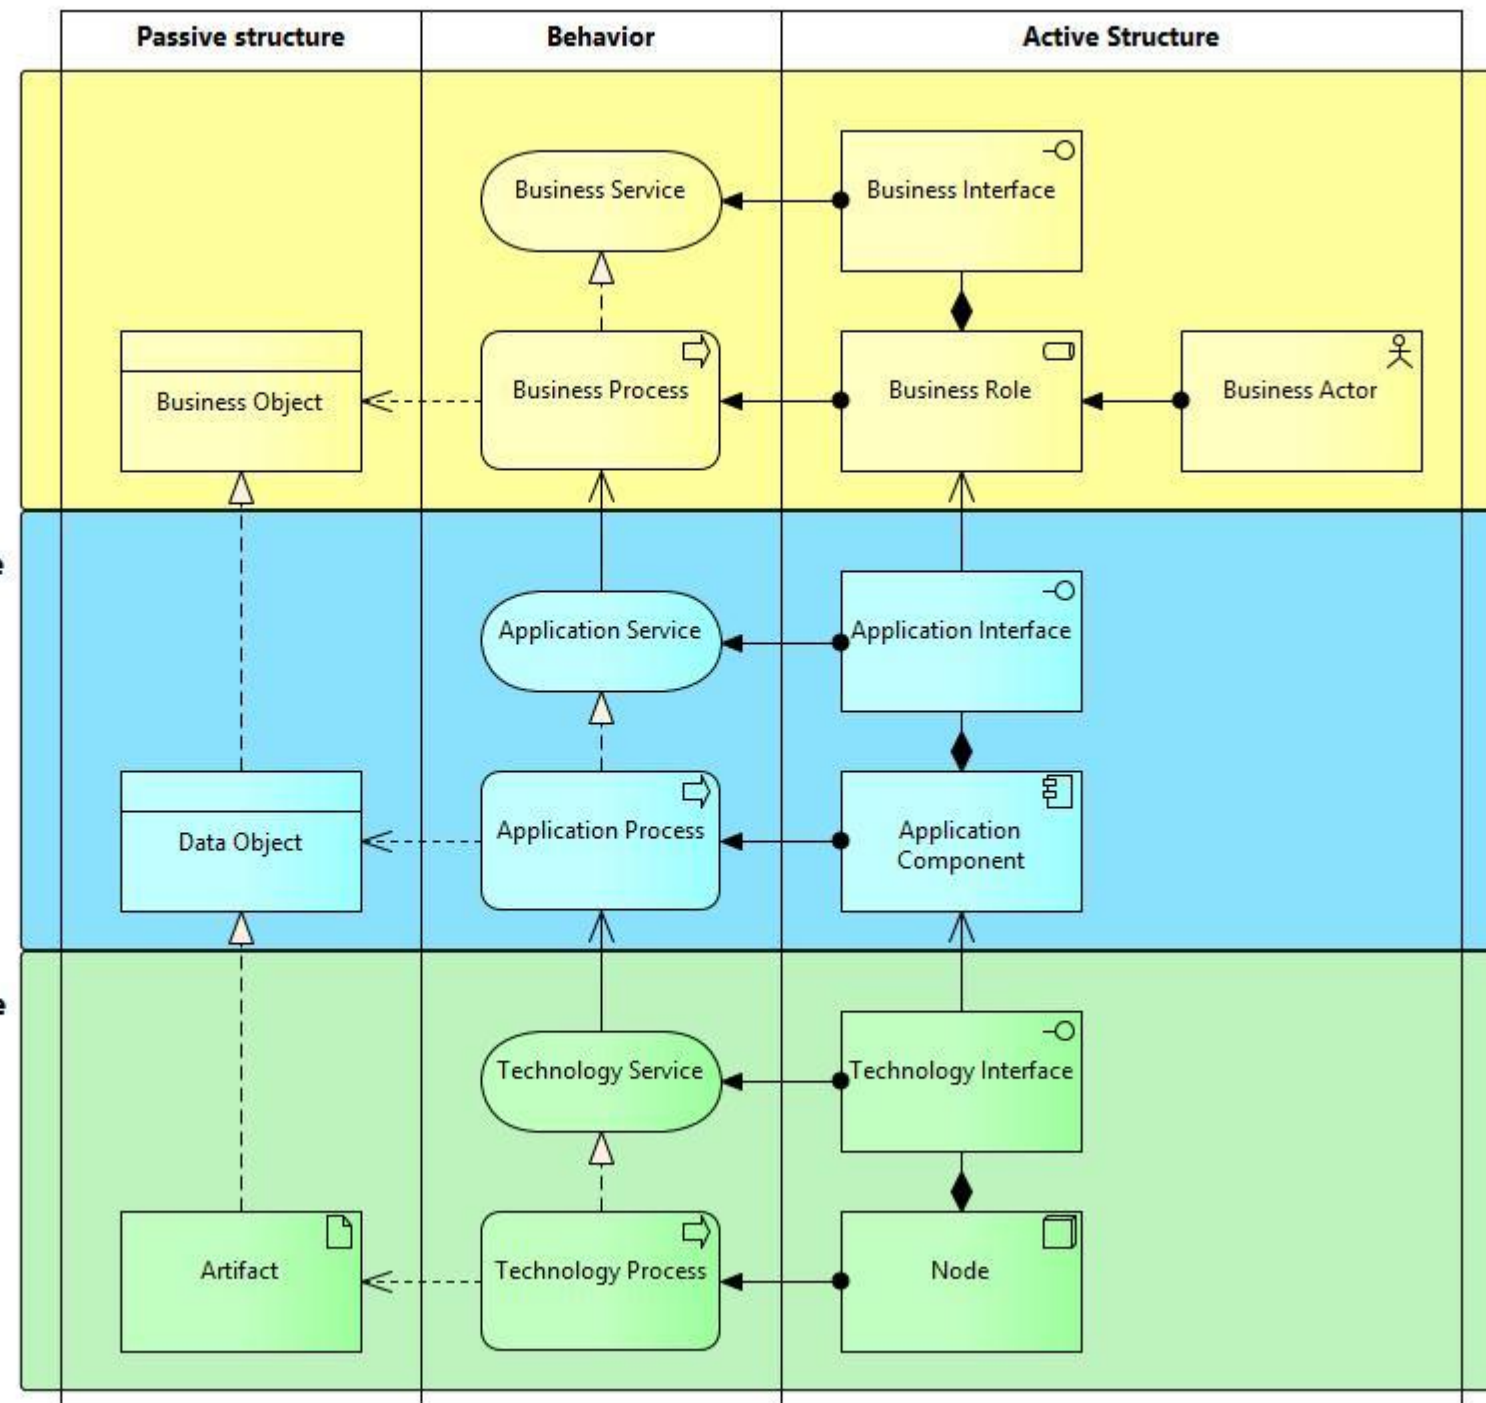 Passive structure
Behavior
Active Structure
Business Service
Business Interface
Business Object
Business Process
Business Role
Business Actor
e
Application Service
Application Interface
Data Object
Application Process
Application
Component
e
Technology Service
Technology Interface
Artifact
Technology Process
Node